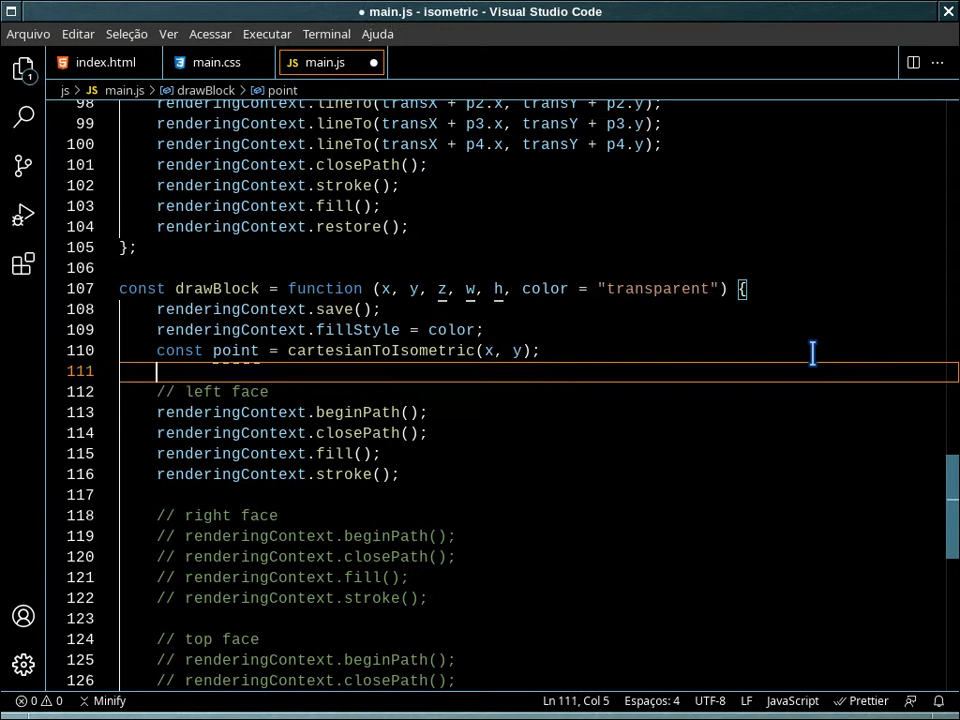 ● main.js - isometric - Visual Studio Code
Arquivo Editar Seleção Ver Acessar Executar Terminal Ajuda
index.html main.css JS main.js ●
js > JS main.js > drawBlock > point
98 renderingContext.lineTo(transX + p2.x, transY + p2.y);
99 renderingContext.lineTo(transX + p3.x, transY + p3.y);
100 renderingContext.lineTo(transX + p4.x, transY + p4.y);
101 renderingContext.closePath();
102 renderingContext.stroke();
103 renderingContext.fill();
104 renderingContext.restore();
105 };
106
107 const drawBlock = function (x, y, z, w, h, color = "transparent") {
108 renderingContext.save();
109 renderingContext.fillStyle = color;
110 const point = cartesianToIsometric(x, y);
111
112 // left face
113 renderingContext.beginPath();
114 renderingContext.closePath();
115 renderingContext.fill();
116 renderingContext.stroke();
117
118 // right face
119 // renderingContext.beginPath();
120 // renderingContext.closePath();
121 // renderingContext.fill();
122 // renderingContext.stroke();
123
124 // top face
125 // renderingContext.beginPath();
126 // renderingContext.closePath();
1
0 0 Minify Ln 111, Col 5 Espaços: 4 UTF-8 LF JavaScript Prettier